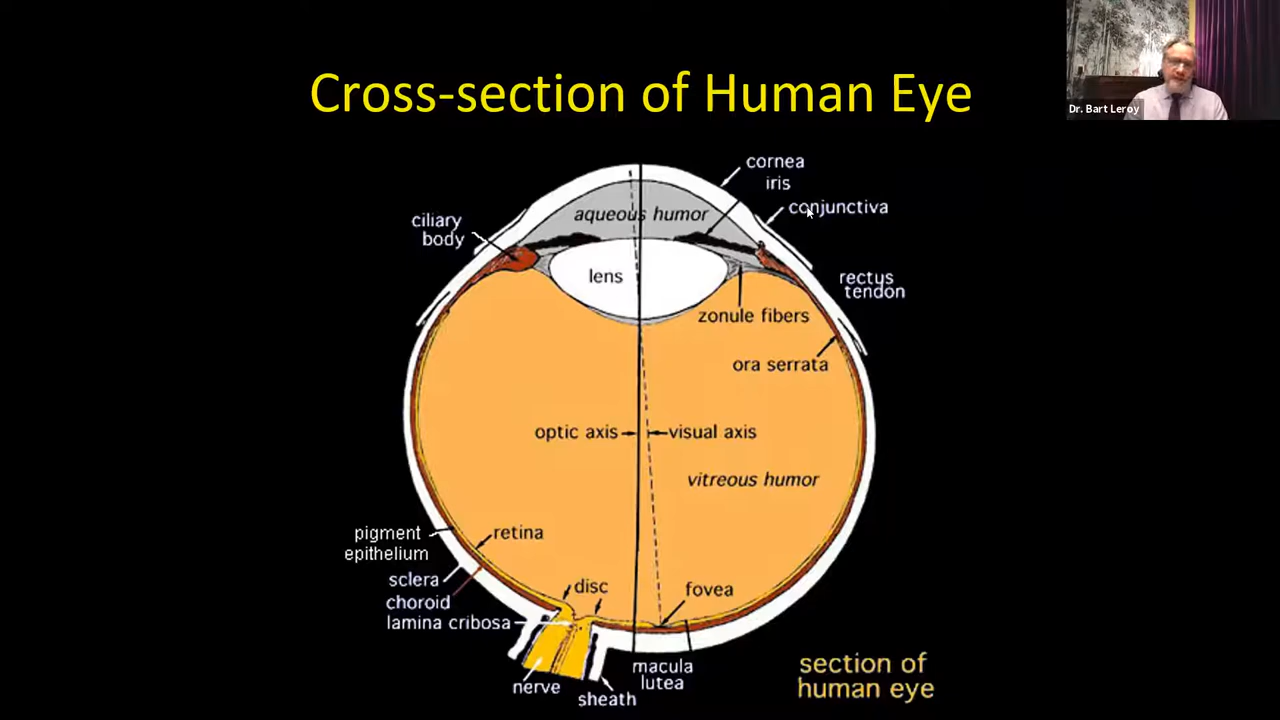 Cross-section of Human Eye
Dr. Bart Leroy
cornea
iris
conjunctiva
aqueous humor
ciliary
body
lens
rectus
tendon
zonule fibers
ora serrata
optic axis
visual axis
vitreous humor
pigment
epithelium
retina
sclera
choroid
lamina cribosa
disc
fovea
nerve
sheath
macula
lutea
section of
human eye